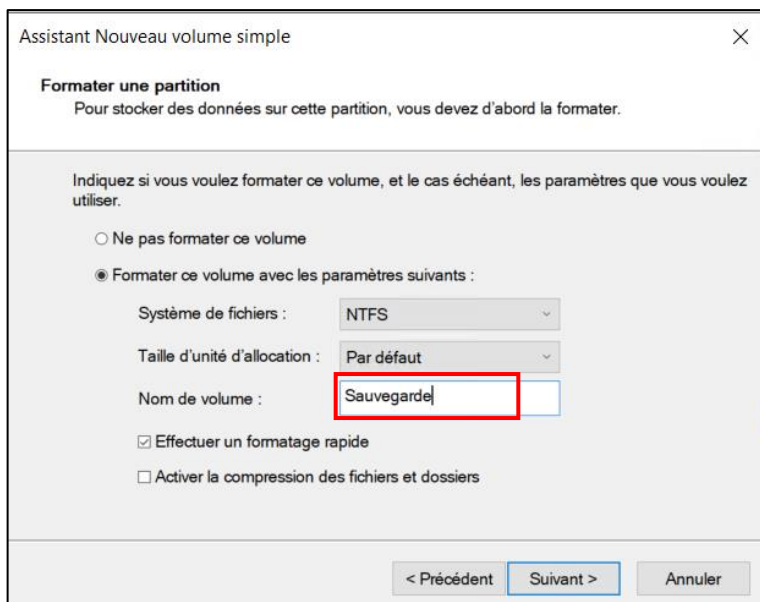 Assistant Nouveau volume simple
Formater une partition
Pour stocker des données sur cette partition, vous devez d'abord la formater.
Indiquez si vous voulez formater ce volume, et le cas échéant, les paramètres que vous voulez
utiliser.
Ne pas formater ce volume
Formater ce volume avec les paramètres suivants :
Système de fichiers : NTFS
Taille d'unité d'allocation : Par défaut
Nom de volume : Sauvegarde
Effectuer un formatage rapide
Activer la compression des fichiers et dossiers
< Précédent Suivant > Annuler